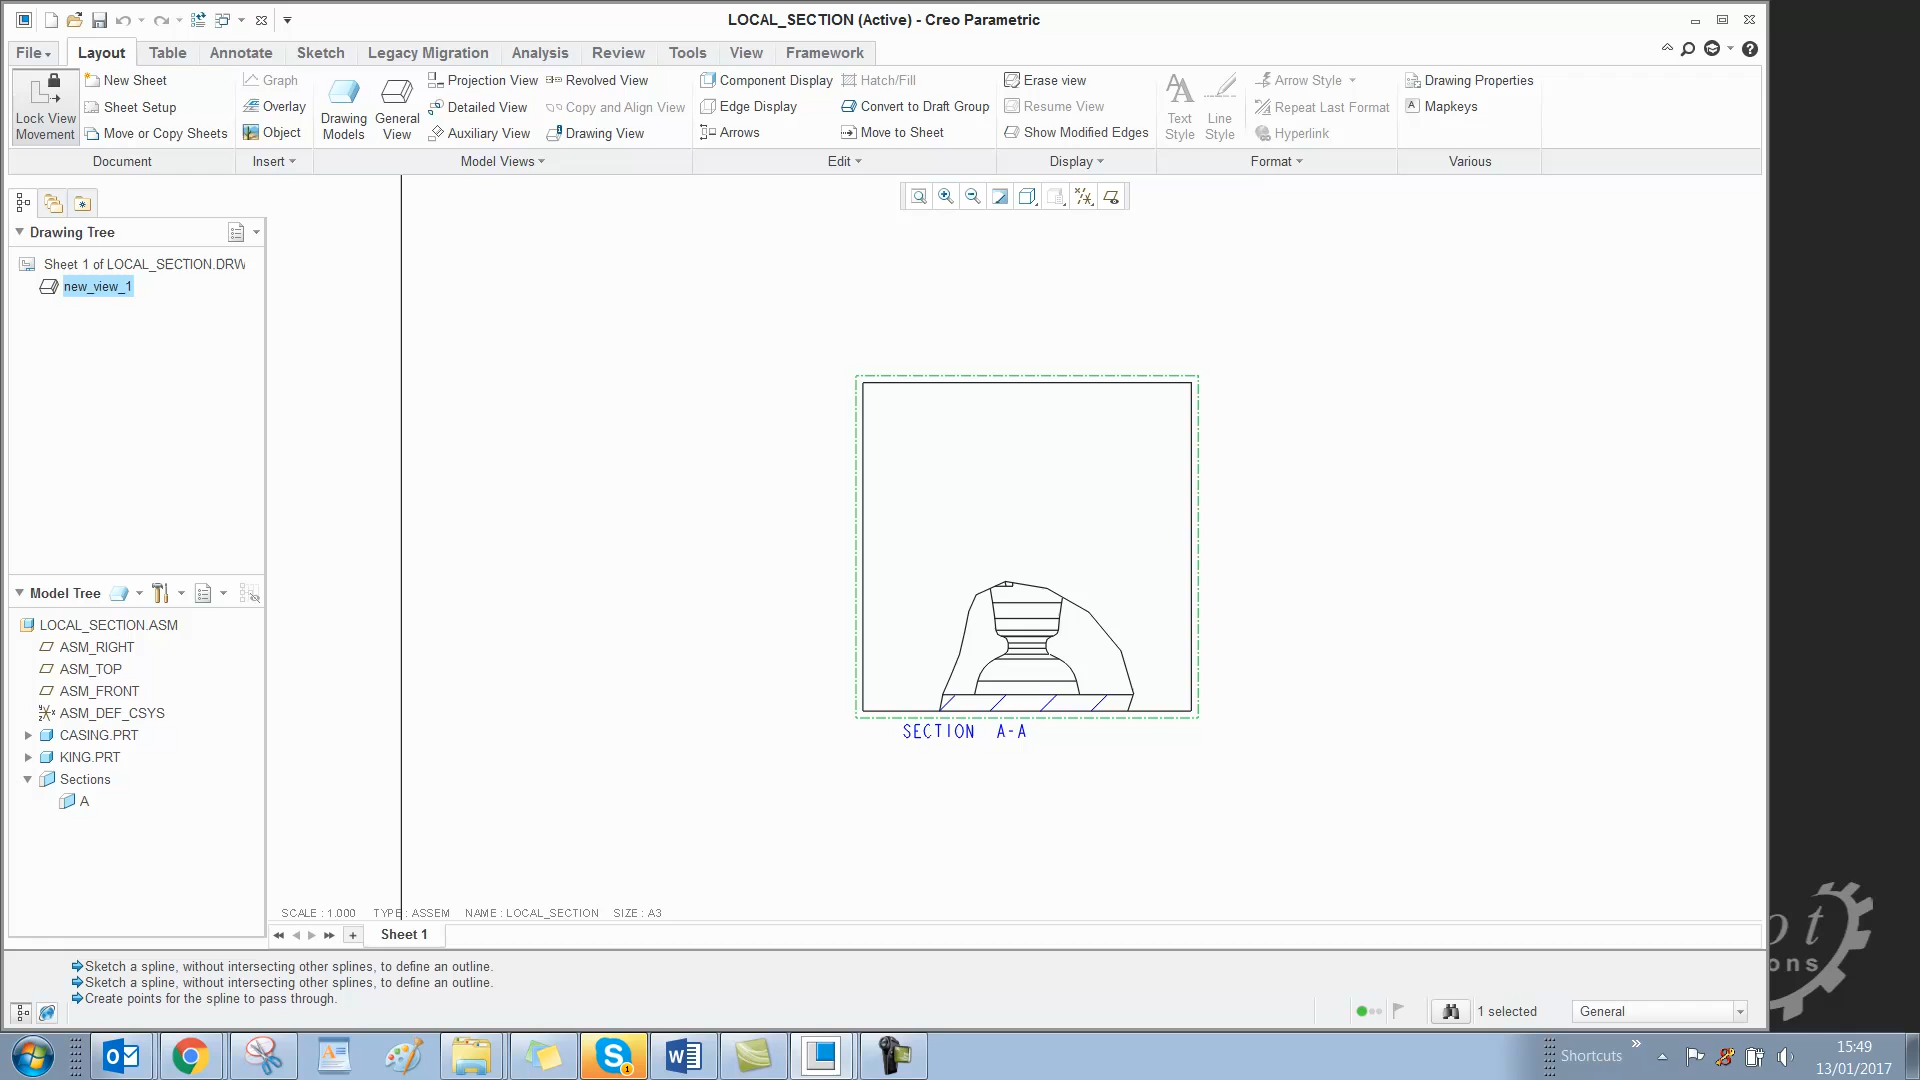 LOCAL_SECTION (Active) - Creo Parametric
File Layout Table Annotate Sketch Legacy Migration Analysis Review Tools View Framework
Lock View Movement
New Sheet
Sheet Setup
Move or Copy Sheets
Document
Graph
Overlay
Object
Insert
Drawing Models
General View
Projection View
Detailed View
Auxiliary View
Revolved View
Copy and Align View
Drawing View
Model Views
Component Display
Edge Display
Arrows
Hatch/Fill
Convert to Draft Group
Move to Sheet
Edit
Erase view
Resume View
Show Modified Edges
Display
Text Style
Line Style
Arrow Style
Repeat Last Format
Hyperlink
Format
Drawing Properties
Mapkeys
Various
Drawing Tree
Sheet 1 of LOCAL_SECTION.DRW
new_view_1
Model Tree
LOCAL_SECTION.ASM
ASM_RIGHT
ASM_TOP
ASM_FRONT
ASM_DEF_CSYS
CASING.PRT
KING.PRT
Sections
A
SECTION A-A
SCALE : 1.000 TYPE : ASSEM NAME : LOCAL_SECTION SIZE : A3
Sheet 1
Sketch a spline, without intersecting other splines, to define an outline.
Sketch a spline, without intersecting other splines, to define an outline.
Create points for the spline to pass through.
1 selected
General
ot
ons
Shortcuts
15:49
13/01/2017